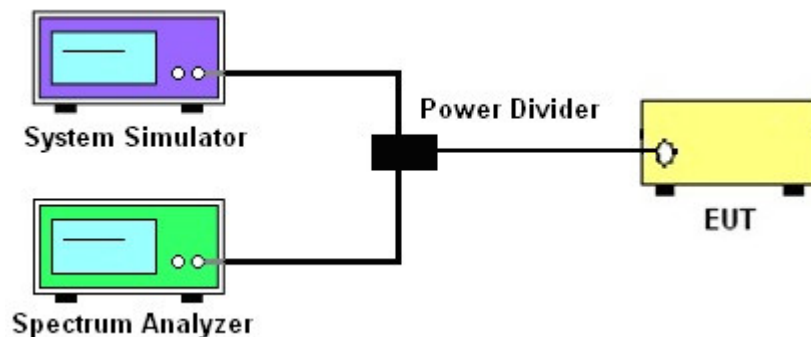 System Simulator
Power Divider
EUT
Spectrum Analyzer